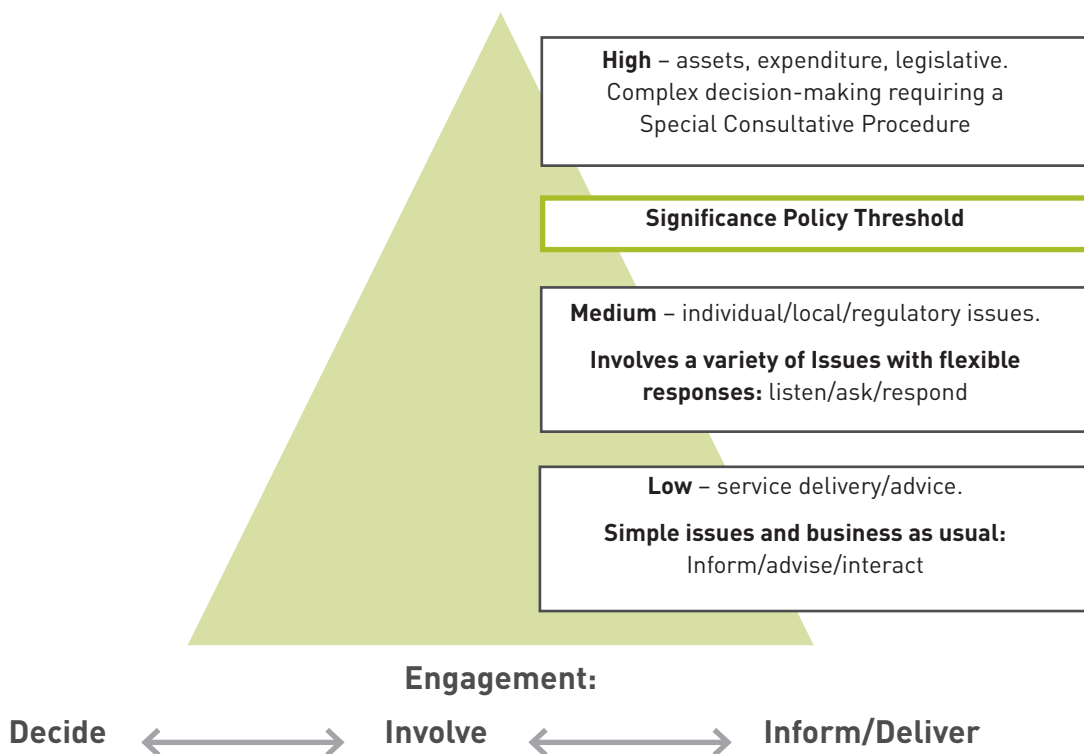 High – assets, expenditure, legislative.
Complex decision-making requiring a
Special Consultative Procedure
Significance Policy Threshold
Medium – individual/local/regulatory issues.
Involves a variety of Issues with flexible
responses: listen/ask/respond
Low – service delivery/advice.
Simple issues and business as usual:
Inform/advise/interact
Engagement:
Decide Involve Inform/Deliver